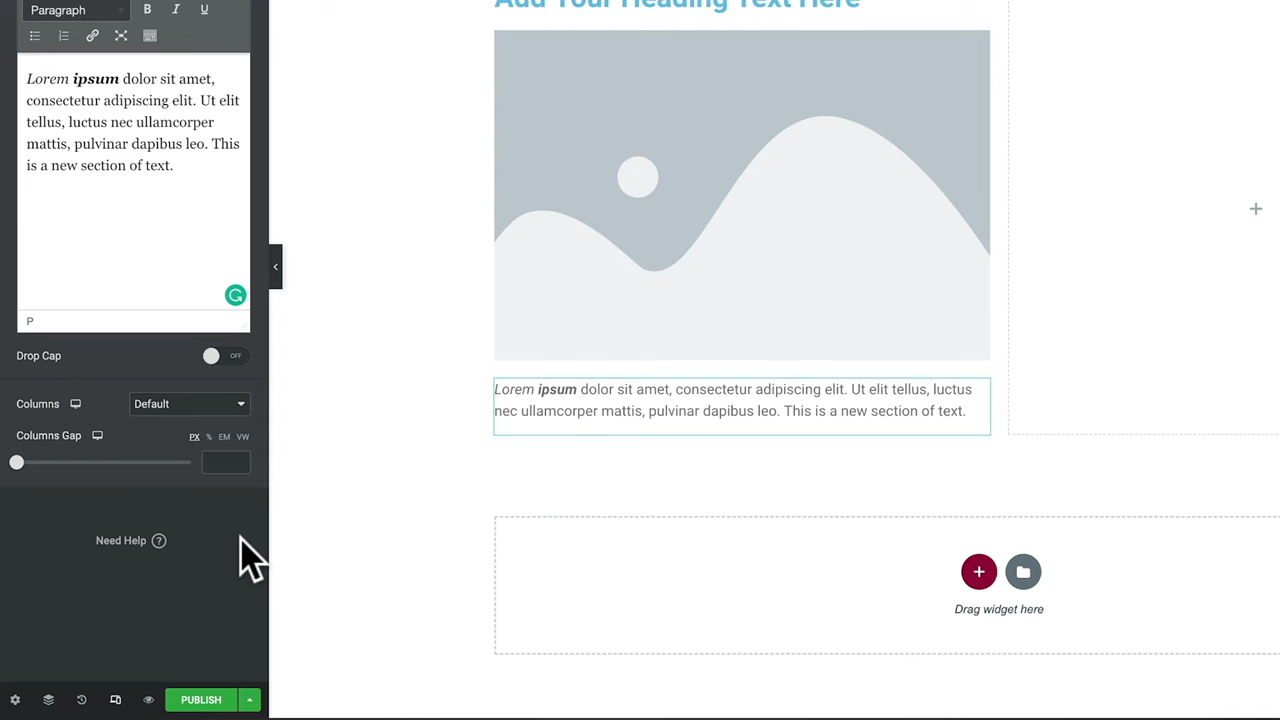 Paragraph
B I U
Add Your Heading Text Here
Lorem ipsum dolor sit amet,
consectetur adipiscing elit. Ut elit
tellus, luctus nec ullamcorper
mattis, pulvinar dapibus leo. This
is a new section of text.
P
Drop Cap
OFF
Columns
Default
Columns Gap
PX % EM VW
Need Help
?
PUBLISH
Lorem ipsum dolor sit amet, consectetur adipiscing elit. Ut elit tellus, luctus
nec ullamcorper mattis, pulvinar dapibus leo. This is a new section of text.
Drag widget here